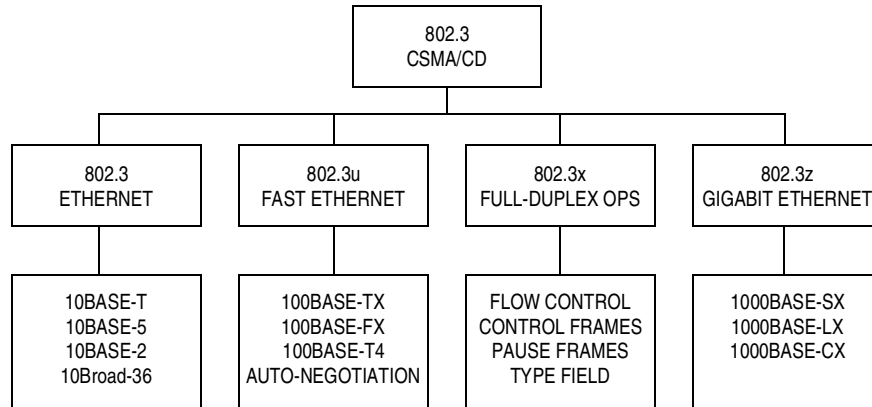 802.3
CSMA/CD
802.3
ETHERNET
802.3u
FAST ETHERNET
802.3x
FULL-DUPLEX OPS
802.3z
GIGABIT ETHERNET
10BASE-T
10BASE-5
10BASE-2
10Broad-36
100BASE-TX
100BASE-FX
100BASE-T4
AUTO-NEGOTIATION
FLOW CONTROL
CONTROL FRAMES
PAUSE FRAMES
TYPE FIELD
1000BASE-SX
1000BASE-LX
1000BASE-CX